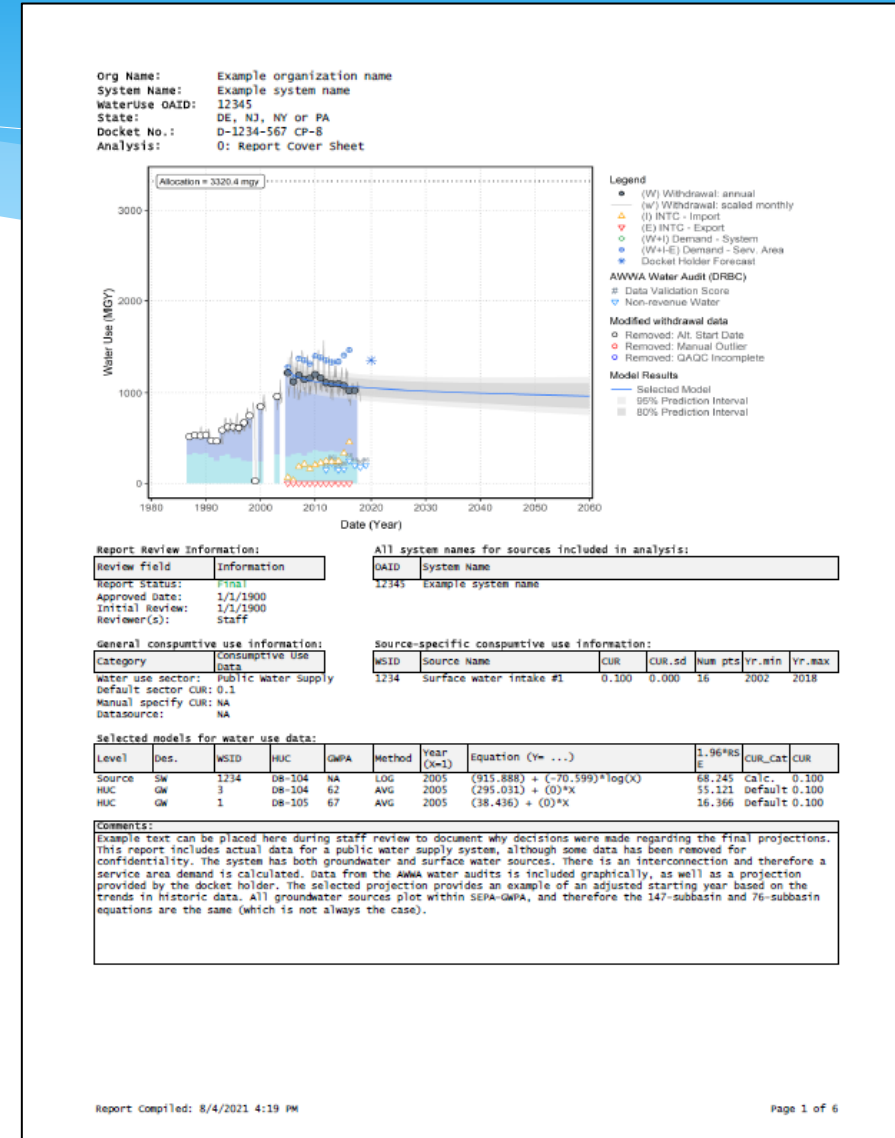 Org Name: Example organization name
System Name: Example system name
WaterUse OAID: 12345
State: DE, NJ, NY or PA
Docket No.: D-1234-567 CP-8
Analysis: 0: Report Cover Sheet
Allocation = 3320.4 mgy
Water Use (MGY)
3000
2000
1000
0
1980 1990 2000 2010 2020 2030 2040 2050 2060
Date (Year)
Legend
(W) Withdrawal: annual
(w') Withdrawal: scaled monthly
(I) INTC - Import
(E) INTC - Export
(W+I) Demand - System
(W+I-E) Demand - Serv. Area
Docket Holder Forecast
AWWA Water Audit (DRBC)
# Data Validation Score
Non-revenue Water
Modified withdrawal data
Removed: Alt. Start Date
Removed: Manual Outlier
Removed: QAQC Incomplete
Model Results
Selected Model
95% Prediction Interval
80% Prediction Interval
Report Review Information:
Review field Information
Report Status: Final
Approved Date: 1/1/1900
Initial Review: 1/1/1900
Reviewer(s): Staff
All system names for sources included in analysis:
OAID System Name
12345 Example system name
General conspumtive use information:
Category Consumptive Use Data
Water use sector: Public Water Supply
Default sector CUR: 0.1
Manual specify CUR: NA
Datasource: NA
Source-specific conspumtive use information:
WSID Source Name CUR CUR.sd Num pts Yr.min Yr.max
1234 Surface water intake #1 0.100 0.000 16 2002 2018
Selected models for water use data:
Level Des. WSID HUC GWPA Method Year (X=1) Equation (Y= ...) 1.96*RSE CUR_Cat CUR
Source SW 1234 DB-104 NA LOG 2005 (915.888) + (-70.599)*log(X) 68.245 Calc. 0.100
HUC GW 3 DB-104 62 AVG 2005 (295.031) + (0)*X 55.121 Default 0.100
HUC GW 1 DB-105 67 AVG 2005 (38.436) + (0)*X 16.366 Default 0.100
Comments:
Example text can be placed here during staff review to document why decisions were made regarding the final projections.
This report includes actual data for a public water supply system, although some data has been removed for
confidentiality. The system has both groundwater and surface water sources. There is an interconnection and therefore a
service area demand is calculated. Data from the AWWA water audits is included graphically, as well as a projection
provided by the docket holder. The selected projection provides an example of an adjusted starting year based on the
trends in historic data. All groundwater sources plot within SEPA-GWPA, and therefore the 147-subbasin and 76-subbasin
equations are the same (which is not always the case).
Report Compiled: 8/4/2021 4:19 PM
Page 1 of 6